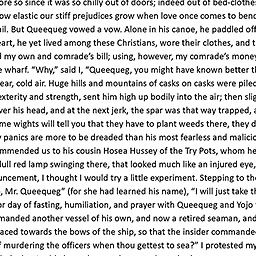 ore so since it was so chilly out of doors; indeed out of bed-clothes
ow elastic our stiff prejudices grow when love once comes to bend
ail. But Queequeg vowed a vow. Alone in his canoe, he paddled off
eart, he yet lived among these Christians, wore their clothes, and t
d my own and comrade's bill; using, however, my comrade's money
e wharf. "Why," said I, "Queequeg, you might have known better th
ear, cold air. Huge hills and mountains of casks on casks were piled
exterity and strength, sent him high up bodily into the air; then slig
ver his head, and at the next jerk, the spar was that way trapped, a
me wights will tell you that they have to plant weeds there, they d
y panics are more to be dreaded than his most fearless and malicio
mmended us to his cousin Hosea Hussey of the Try Pots, whom he
dull red lamp swinging there, that looked much like an injured eye,
uncement, I thought I would try a little experiment. Stepping to the
o, Mr. Queequeg" (for she had learned his name), "I will just take th
or day of fasting, humiliation, and prayer with Queequeg and Yojo
manded another vessel of his own, and now a retired seaman, and
aced towards the bows of the ship, so that the insider commanded
f murdering the officers when thou gettest to sea?" I protested my